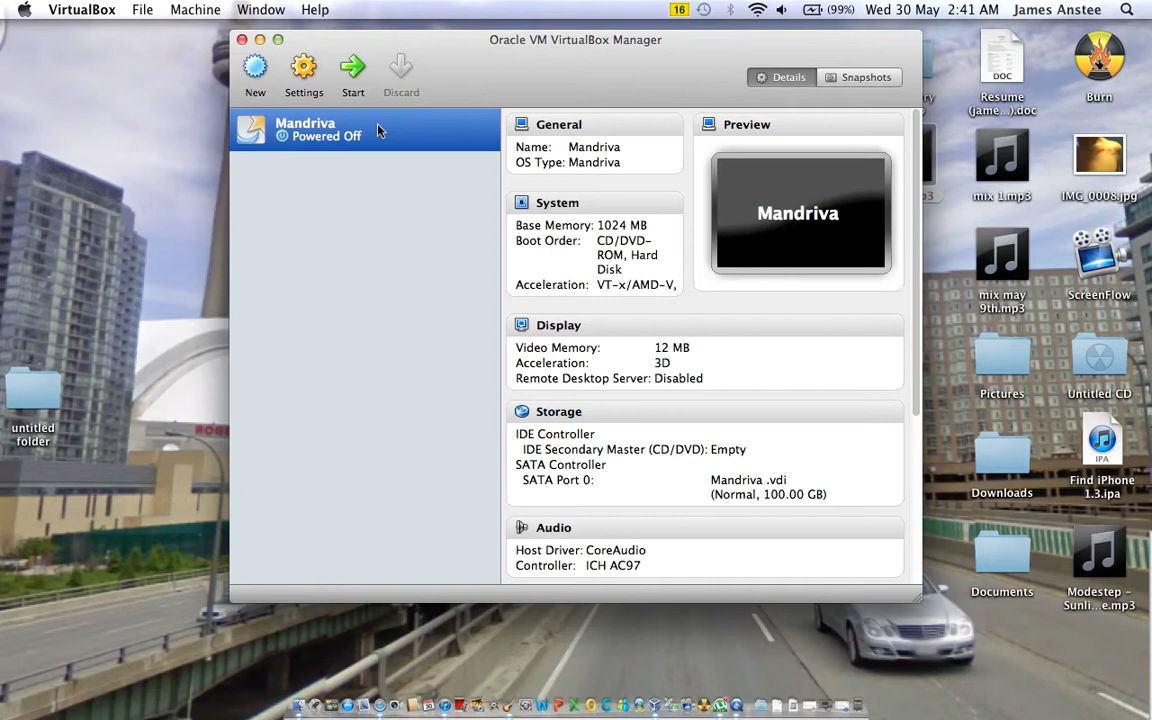 VirtualBox File Machine Window Help
16 (99%) Wed 30 May 2:41 AM James Anstee
Oracle VM VirtualBox Manager
New Settings Start Discard
Details Snapshots
Mandriva
Powered Off
General
Name: Mandriva
OS Type: Mandriva
System
Base Memory: 1024 MB
Boot Order: CD/DVD-
ROM, Hard
Disk
Acceleration: VT-x/AMD-V,
Preview
Mandriva
Display
Video Memory: 12 MB
Acceleration: 3D
Remote Desktop Server: Disabled
Storage
IDE Controller
IDE Secondary Master (CD/DVD): Empty
SATA Controller
SATA Port 0: Mandriva .vdi
(Normal, 100.00 GB)
Audio
Host Driver: CoreAudio
Controller: ICH AC97
untitled
folder
Resume
(james).doc
Burn
mix 1.mp3
IMG_0008.jpg
mix may
9th.mp3
ScreenFlow
Pictures
Untitled CD
Downloads
IPA
Find iPhone
1.3.ipa
Documents
Modestep -
Sunli...e.mp3
DOC